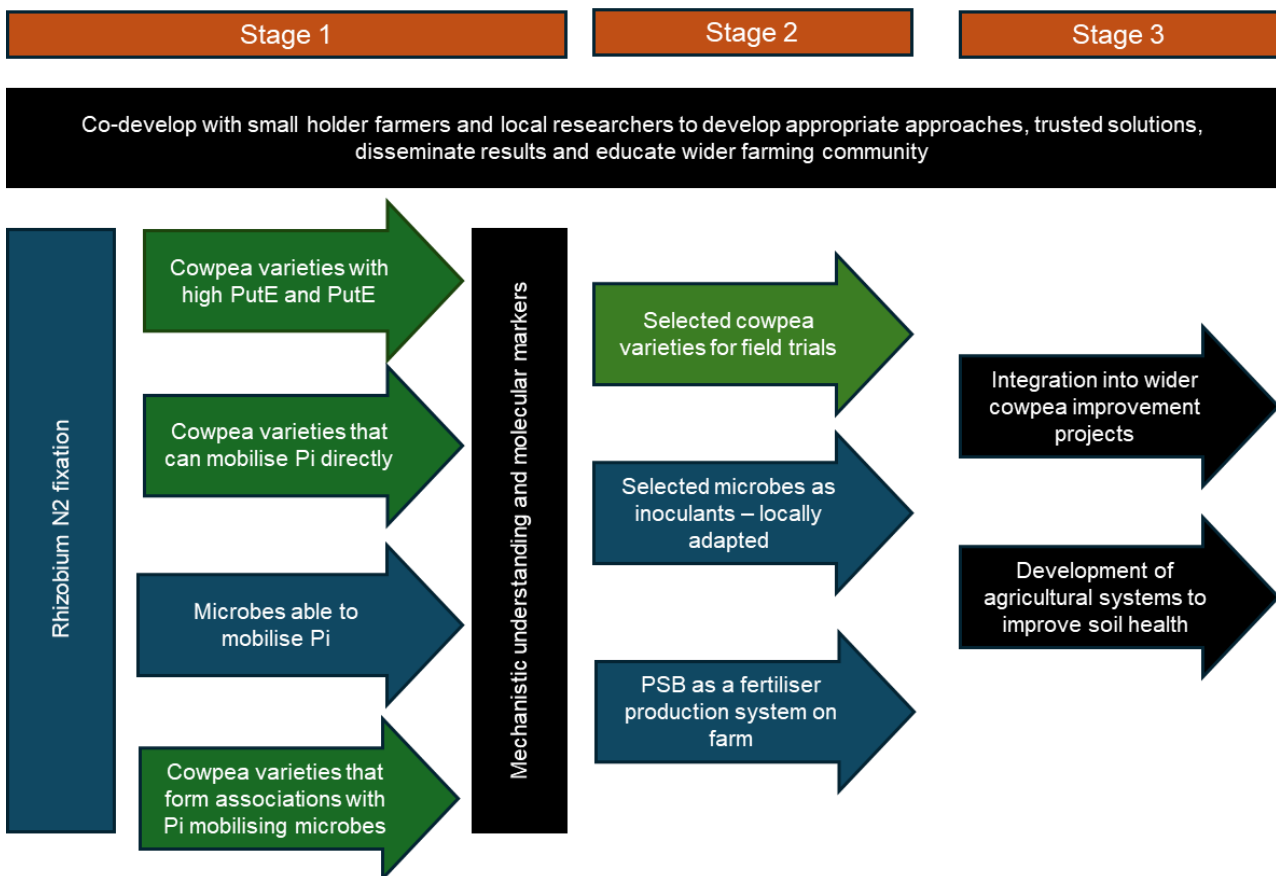 Stage 1
Stage 2
Stage 3
Co-develop with small holder farmers and local researchers to develop appropriate approaches, trusted solutions,
disseminate results and educate wider farming community
Rhizobium N2 fixation
Cowpea varieties with
high PutE and PutE
Cowpea varieties that
can mobilise Pi directly
Microbes able to
mobilise Pi
Cowpea varieties that
form associations with
Pi mobilising microbes
Mechanistic understanding and molecular markers
Selected cowpea
varieties for field trials
Selected microbes as
inoculants – locally
adapted
PSB as a fertiliser
production system on
farm
Integration into wider
cowpea improvement
projects
Development of
agricultural systems to
improve soil health